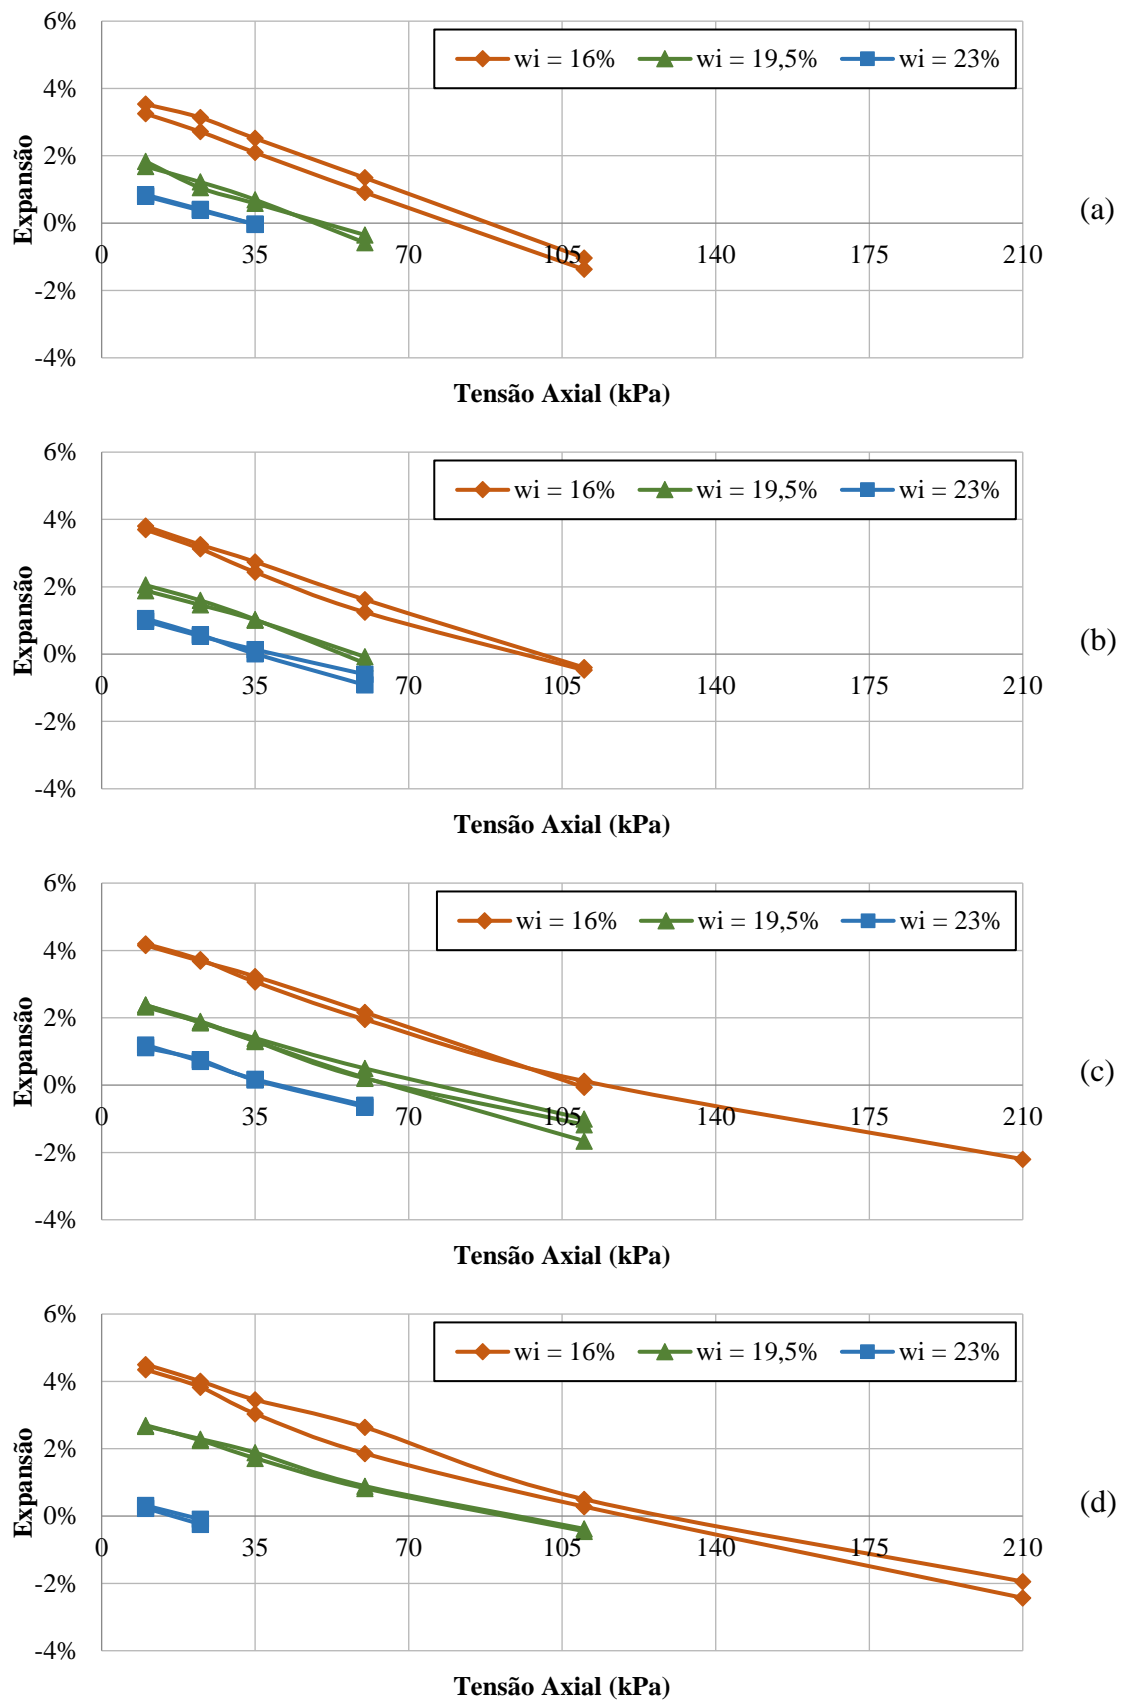 6%
wi = 16% wi = 19,5% wi = 23%
4%
2%
0%
-2%
-4%
Expansão
0 35 70 105 140 175 210
Tensão Axial (kPa)
(a)
6%
wi = 16% wi = 19,5% wi = 23%
4%
2%
0%
-2%
-4%
Expansão
0 35 70 105 140 175 210
Tensão Axial (kPa)
(b)
6%
wi = 16% wi = 19,5% wi = 23%
4%
2%
0%
-2%
-4%
Expansão
0 35 70 105 140 175 210
Tensão Axial (kPa)
(c)
6%
wi = 16% wi = 19,5% wi = 23%
4%
2%
0%
-2%
-4%
Expansão
0 35 70 105 140 175 210
Tensão Axial (kPa)
(d)